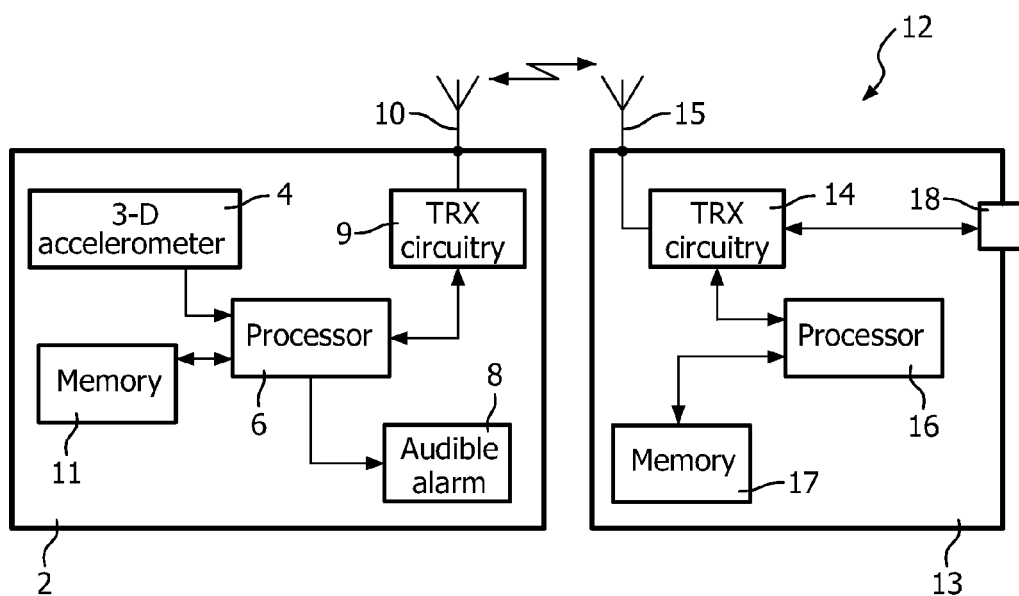 12
10
15
3-D
accelerometer
4
9
TRX
circuitry
TRX
circuitry
14
18
Processor
Processor
Memory
6
8
16
11
Audible
alarm
Memory
17
2
13